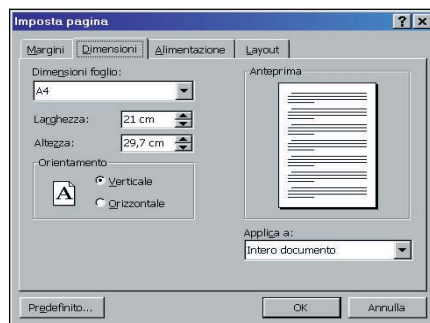 Imposta pagina
Margini Dimensioni Alimentazione Layout
Dimensioni foglio:
A4
Larghezza: 21 cm
Altezza: 29,7 cm
Orientamento
A
Verticale
Orizzontale
Anteprima
Applica a:
Intero documento
Predefinito... OK Annulla